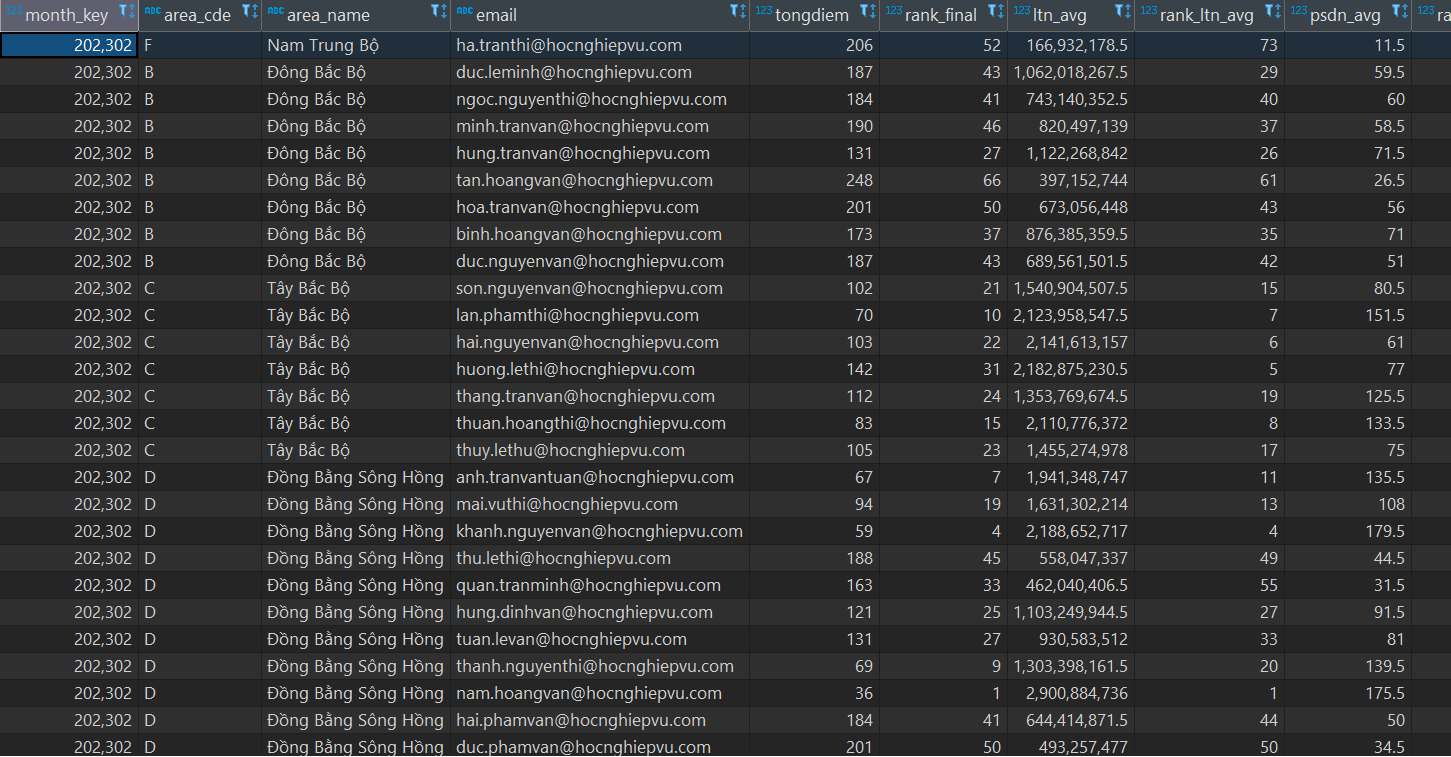 123 month_key ABC area_cde ABC area_name ABC email 123 tongdiem 123 rank_final 123 ltn_avg 123 rank_ltn_avg 123 psdn_avg 123 ra
202,302 F Nam Trung Bộ ha.tranthi@hocnghiepvu.com 206 52 166,932,178.5 73 11.5
202,302 B Đông Bắc Bộ duc.leminh@hocnghiepvu.com 187 43 1,062,018,267.5 29 59.5
202,302 B Đông Bắc Bộ ngoc.nguyenthi@hocnghiepvu.com 184 41 743,140,352.5 40 60
202,302 B Đông Bắc Bộ minh.tranvan@hocnghiepvu.com 190 46 820,497,139 37 58.5
202,302 B Đông Bắc Bộ hung.tranvan@hocnghiepvu.com 131 27 1,122,268,842 26 71.5
202,302 B Đông Bắc Bộ tan.hoangvan@hocnghiepvu.com 248 66 397,152,744 61 26.5
202,302 B Đông Bắc Bộ hoa.tranvan@hocnghiepvu.com 201 50 673,056,448 43 56
202,302 B Đông Bắc Bộ binh.hoangvan@hocnghiepvu.com 173 37 876,385,359.5 35 71
202,302 B Đông Bắc Bộ duc.nguyenvan@hocnghiepvu.com 187 43 689,561,501.5 42 51
202,302 C Tây Bắc Bộ son.nguyenvan@hocnghiepvu.com 102 21 1,540,904,507.5 15 80.5
202,302 C Tây Bắc Bộ lan.phamthi@hocnghiepvu.com 70 10 2,123,958,547.5 7 151.5
202,302 C Tây Bắc Bộ hai.nguyenvan@hocnghiepvu.com 103 22 2,141,613,157 6 61
202,302 C Tây Bắc Bộ huong.lethi@hocnghiepvu.com 142 31 2,182,875,230.5 5 77
202,302 C Tây Bắc Bộ thang.tranvan@hocnghiepvu.com 112 24 1,353,769,674.5 19 125.5
202,302 C Tây Bắc Bộ thuan.hoangthi@hocnghiepvu.com 83 15 2,110,776,372 8 133.5
202,302 C Tây Bắc Bộ thuy.lethu@hocnghiepvu.com 105 23 1,455,274,978 17 75
202,302 D Đồng Bằng Sông Hồng anh.tranvantuan@hocnghiepvu.com 67 7 1,941,348,747 11 135.5
202,302 D Đồng Bằng Sông Hồng mai.vuthi@hocnghiepvu.com 94 19 1,631,302,214 13 108
202,302 D Đồng Bằng Sông Hồng khanh.nguyenvan@hocnghiepvu.com 59 4 2,188,652,717 4 179.5
202,302 D Đồng Bằng Sông Hồng thu.lethi@hocnghiepvu.com 188 45 558,047,337 49 44.5
202,302 D Đồng Bằng Sông Hồng quan.tranminh@hocnghiepvu.com 163 33 462,040,406.5 55 31.5
202,302 D Đồng Bằng Sông Hồng hung.dinhvan@hocnghiepvu.com 121 25 1,103,249,944.5 27 91.5
202,302 D Đồng Bằng Sông Hồng tuan.levan@hocnghiepvu.com 131 27 930,583,512 33 81
202,302 D Đồng Bằng Sông Hồng thanh.nguyenthi@hocnghiepvu.com 69 9 1,303,398,161.5 20 139.5
202,302 D Đồng Bằng Sông Hồng nam.hoangvan@hocnghiepvu.com 36 1 2,900,884,736 1 175.5
202,302 D Đồng Bằng Sông Hồng hai.phamvan@hocnghiepvu.com 184 41 644,414,871.5 44 50
202,302 D Đồng Bằng Sông Hồng duc.phamvan@hocnghiepvu.com 201 50 493,257,477 50 34.5